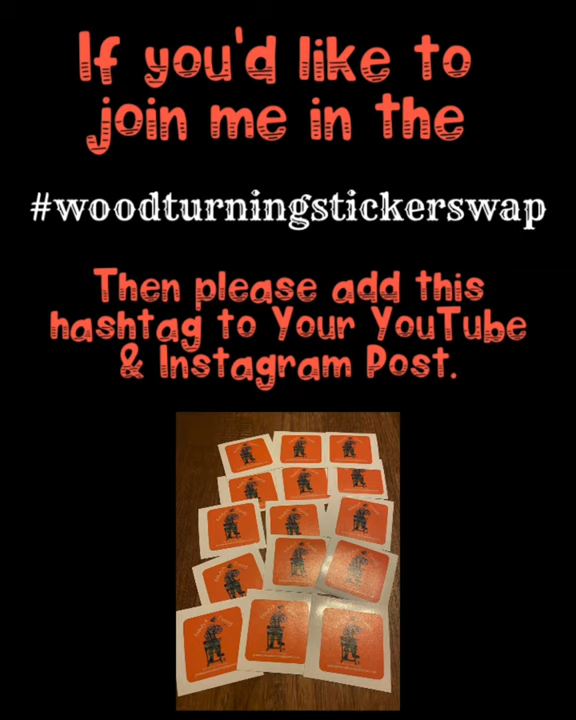 If you'd like to
join me in the
#woodturningstickerswap
Then please add this
hashtag to Your YouTube
& Instagram Post.